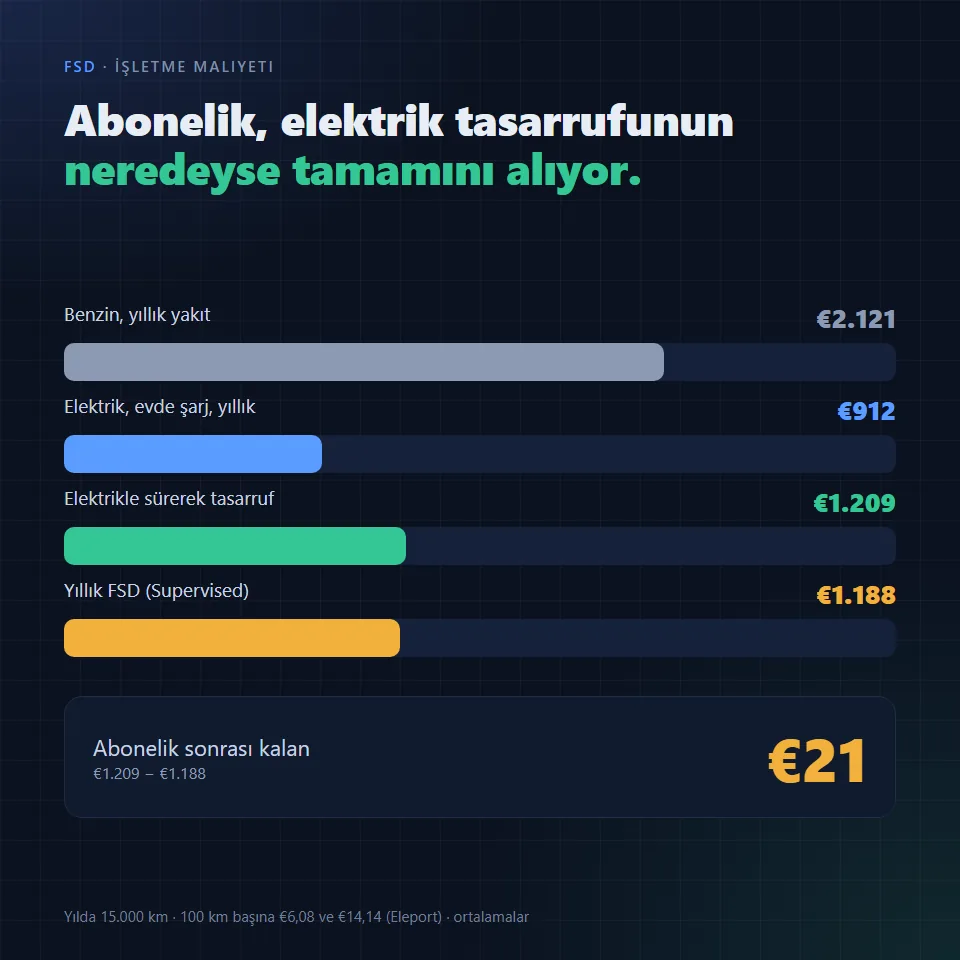 FSD · İŞLETME MALIYETI
Abonelik, elektrik tasarrufunun
neredeyse tamamını alıyor.
Benzin, yıllık yakıt
€2.121
Elektrik, evde şarj, yıllık
€912
Elektrikle sürerek tasarruf
€1.209
Yıllık FSD (Supervised)
€1.188
Abonelik sonrası kalan
€1.209 – €1.188
€21
Yılda 15.000 km · 100 km başına €6,08 ve €14,14 (Eleport) · ortalamalar